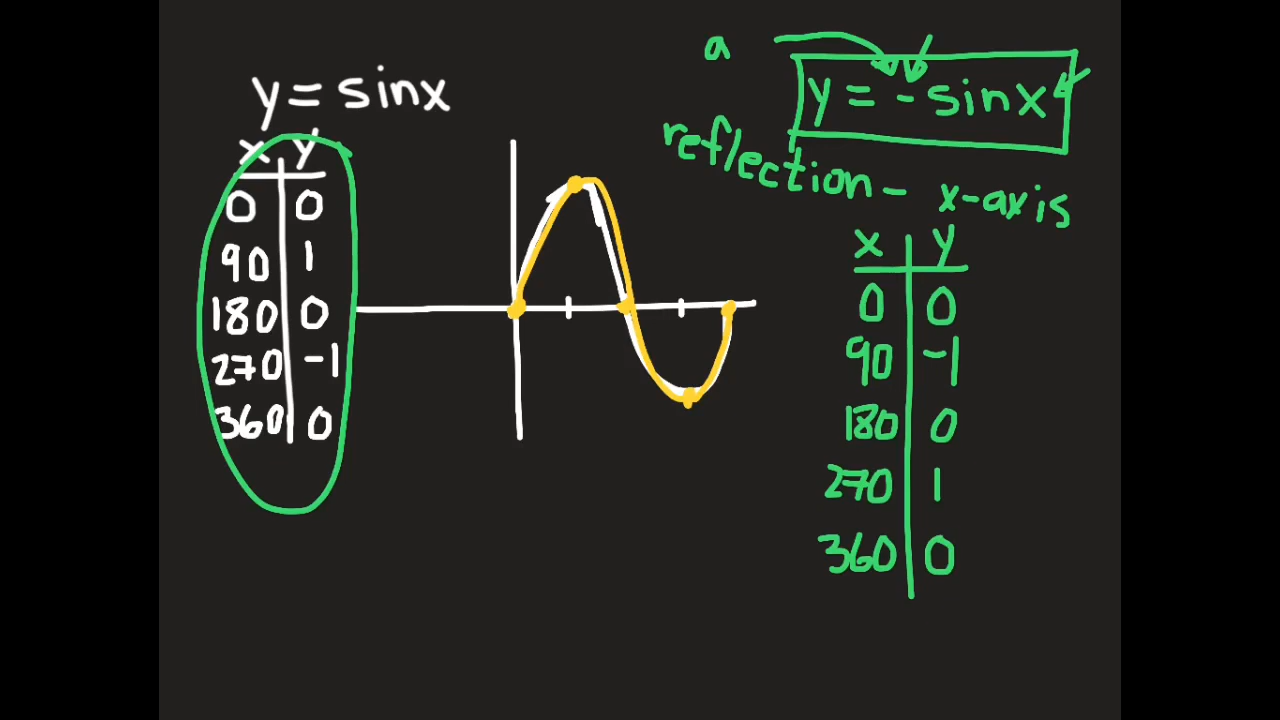 y = sinx
x y
0 0
90 1
180 0
270 -1
360 0
a
y = -sinx
reflection - x-axis
x y
0 0
90 -1
180 0
270 1
360 0